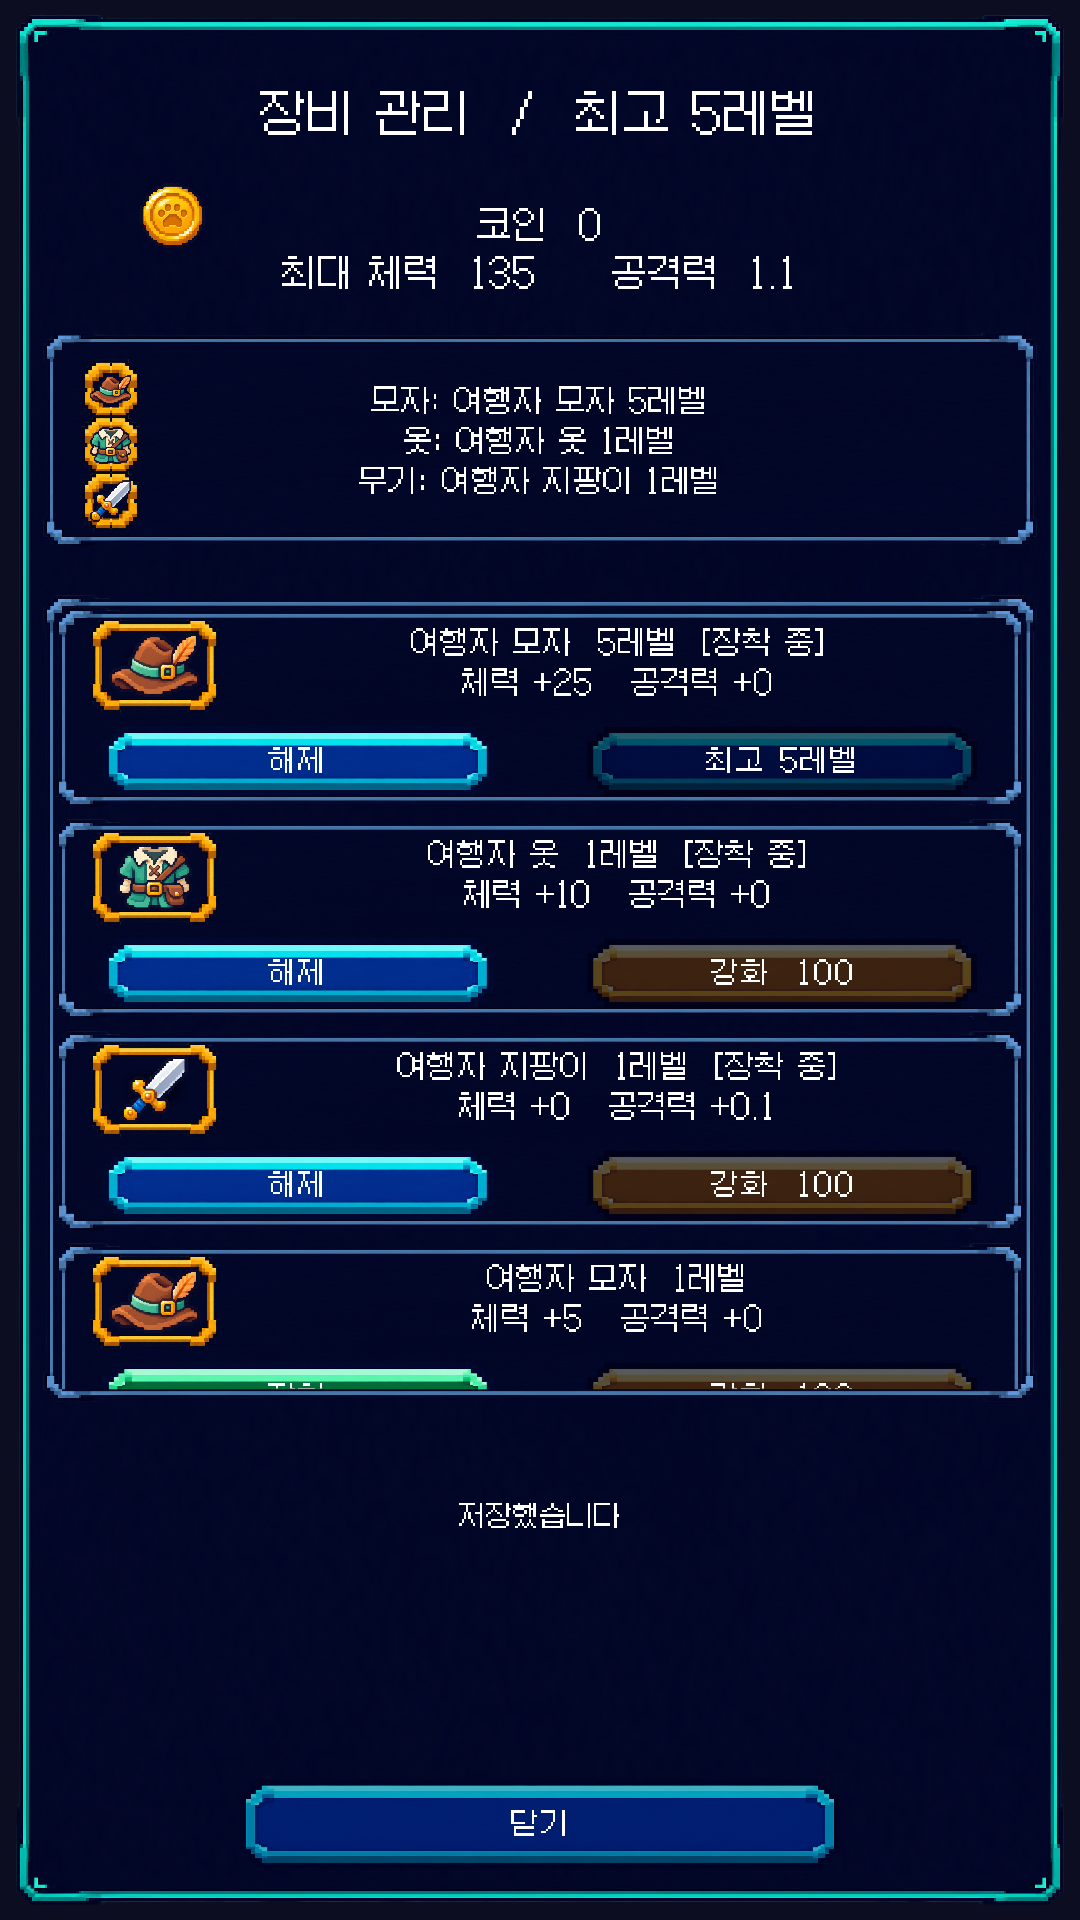 장비 관리 / 최고 5레벨
코인 0
최대 체력 135 공격력 1.1
모자: 여행자 모자 5레벨
옷: 여행자 옷 1레벨
무기: 여행자 지팡이 1레벨
여행자 모자 5레벨 [장착 중]
체력 +25 공격력 +0
해제 최고 5레벨
여행자 옷 1레벨 [장착 중]
체력 +10 공격력 +0
해제 강화 100
여행자 지팡이 1레벨 [장착 중]
체력 +0 공격력 +0.1
해제 강화 100
여행자 모자 1레벨
체력 +5 공격력 +0
저장했습니다
닫기